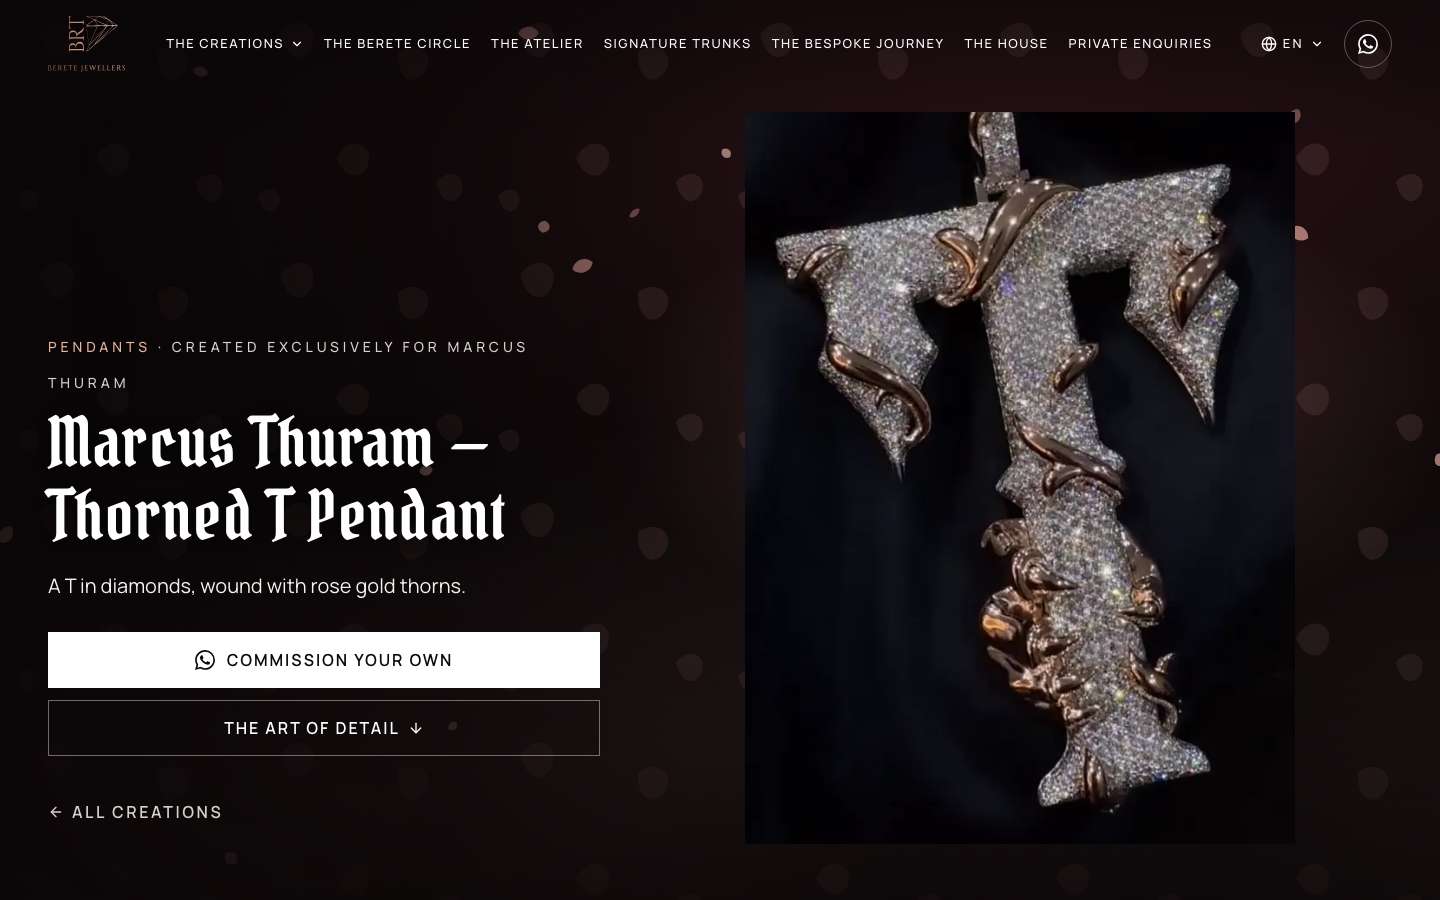 BRT
BERETE JEWELLERS
THE CREATIONS
THE BERETE CIRCLE
THE ATELIER
SIGNATURE TRUNKS
THE BESPOKE JOURNEY
THE HOUSE
PRIVATE ENQUIRIES
EN
PENDANTS · CREATED EXCLUSIVELY FOR MARCUS
THURAM
Marcus Thuram —
Thorned T Pendant
A T in diamonds, wound with rose gold thorns.
COMMISSION YOUR OWN
THE ART OF DETAIL ↓
← ALL CREATIONS